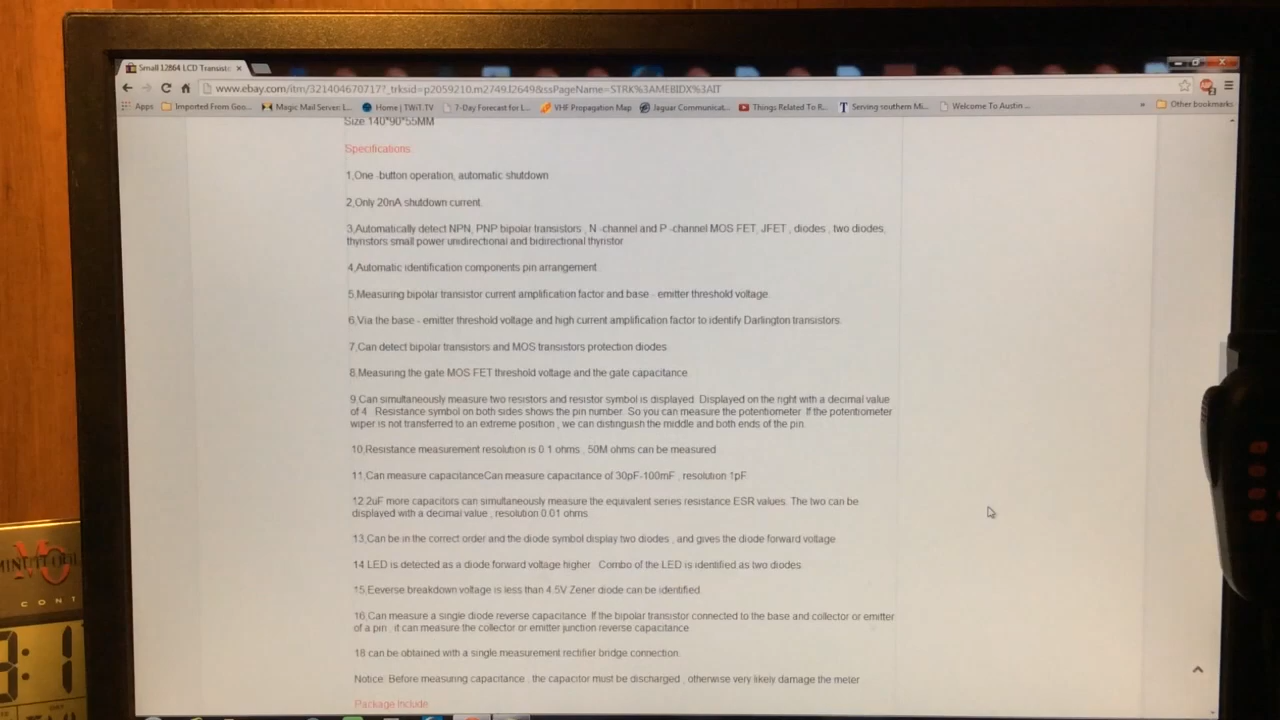 Small 12864 LCD Transisto
www.ebay.com/itm/321404670717?_trksid=p2059210.m2749.l2649&ssPageName=STRK%3AMEBIDX%3AIT
Apps Imported From Goo... Magic Mail Server: L... Home | TWiT.TV 7-Day Forecast for L... VHF Propagation Map Jaguar Communicat... Things Related To R... Serving southern Mi... Welcome To Austin ... » Other bookmarks
Size 140*90*55MM
Specifications
1,One -button operation, automatic shutdown
2,Only 20nA shutdown current.
3,Automatically detect NPN, PNP bipolar transistors , N -channel and P -channel MOS FET, JFET , diodes , two diodes,
thyristors small power unidirectional and bidirectional thyristor
4,Automatic identification components pin arrangement
5,Measuring bipolar transistor current amplification factor and base - emitter threshold voltage.
6,Via the base - emitter threshold voltage and high current amplification factor to identify Darlington transistors.
7,Can detect bipolar transistors and MOS transistors protection diodes.
8,Measuring the gate MOS FET threshold voltage and the gate capacitance.
9,Can simultaneously measure two resistors and resistor symbol is displayed. Displayed on the right with a decimal value
of 4 . Resistance symbol on both sides shows the pin number. So you can measure the potentiometer. If the potentiometer
wiper is not transferred to an extreme position , we can distinguish the middle and both ends of the pin.
10,Resistance measurement resolution is 0.1 ohms , 50M ohms can be measured
11,Can measure capacitanceCan measure capacitance of 30pF-100mF , resolution 1pF.
12.2uF more capacitors can simultaneously measure the equivalent series resistance ESR values. The two can be
displayed with a decimal value , resolution 0.01 ohms.
13,Can be in the correct order and the diode symbol display two diodes , and gives the diode forward voltage.
14 LED is detected as a diode forward voltage higher . Combo of the LED is identified as two diodes.
15,Eeverse breakdown voltage is less than 4.5V Zener diode can be identified.
16,Can measure a single diode reverse capacitance. If the bipolar transistor connected to the base and collector or emitter
of a pin , it can measure the collector or emitter junction reverse capacitance.
18 can be obtained with a single measurement rectifier bridge connection.
Notice: Before measuring capacitance , the capacitor must be discharged , otherwise very likely damage the meter
Package Include
CONT